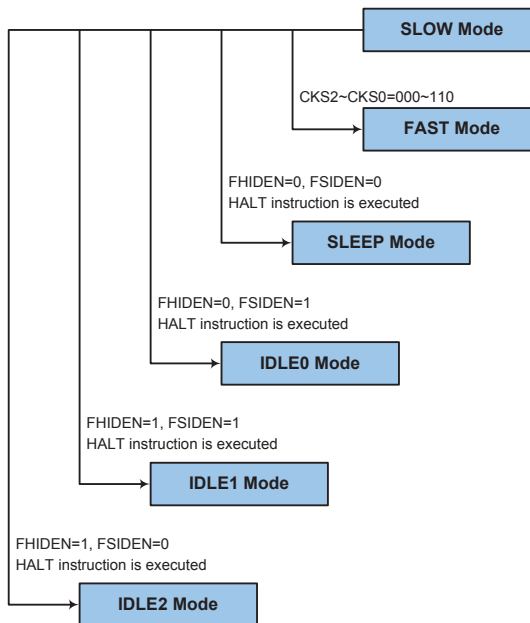 SLOW Mode
CKS2~CKS0=000~110
FAST Mode
FHIDEN=0, FSIDEN=0
HALT instruction is executed
SLEEP Mode
FHIDEN=0, FSIDEN=1
HALT instruction is executed
IDLE0 Mode
FHIDEN=1, FSIDEN=1
HALT instruction is executed
IDLE1 Mode
FHIDEN=1, FSIDEN=0
HALT instruction is executed
IDLE2 Mode